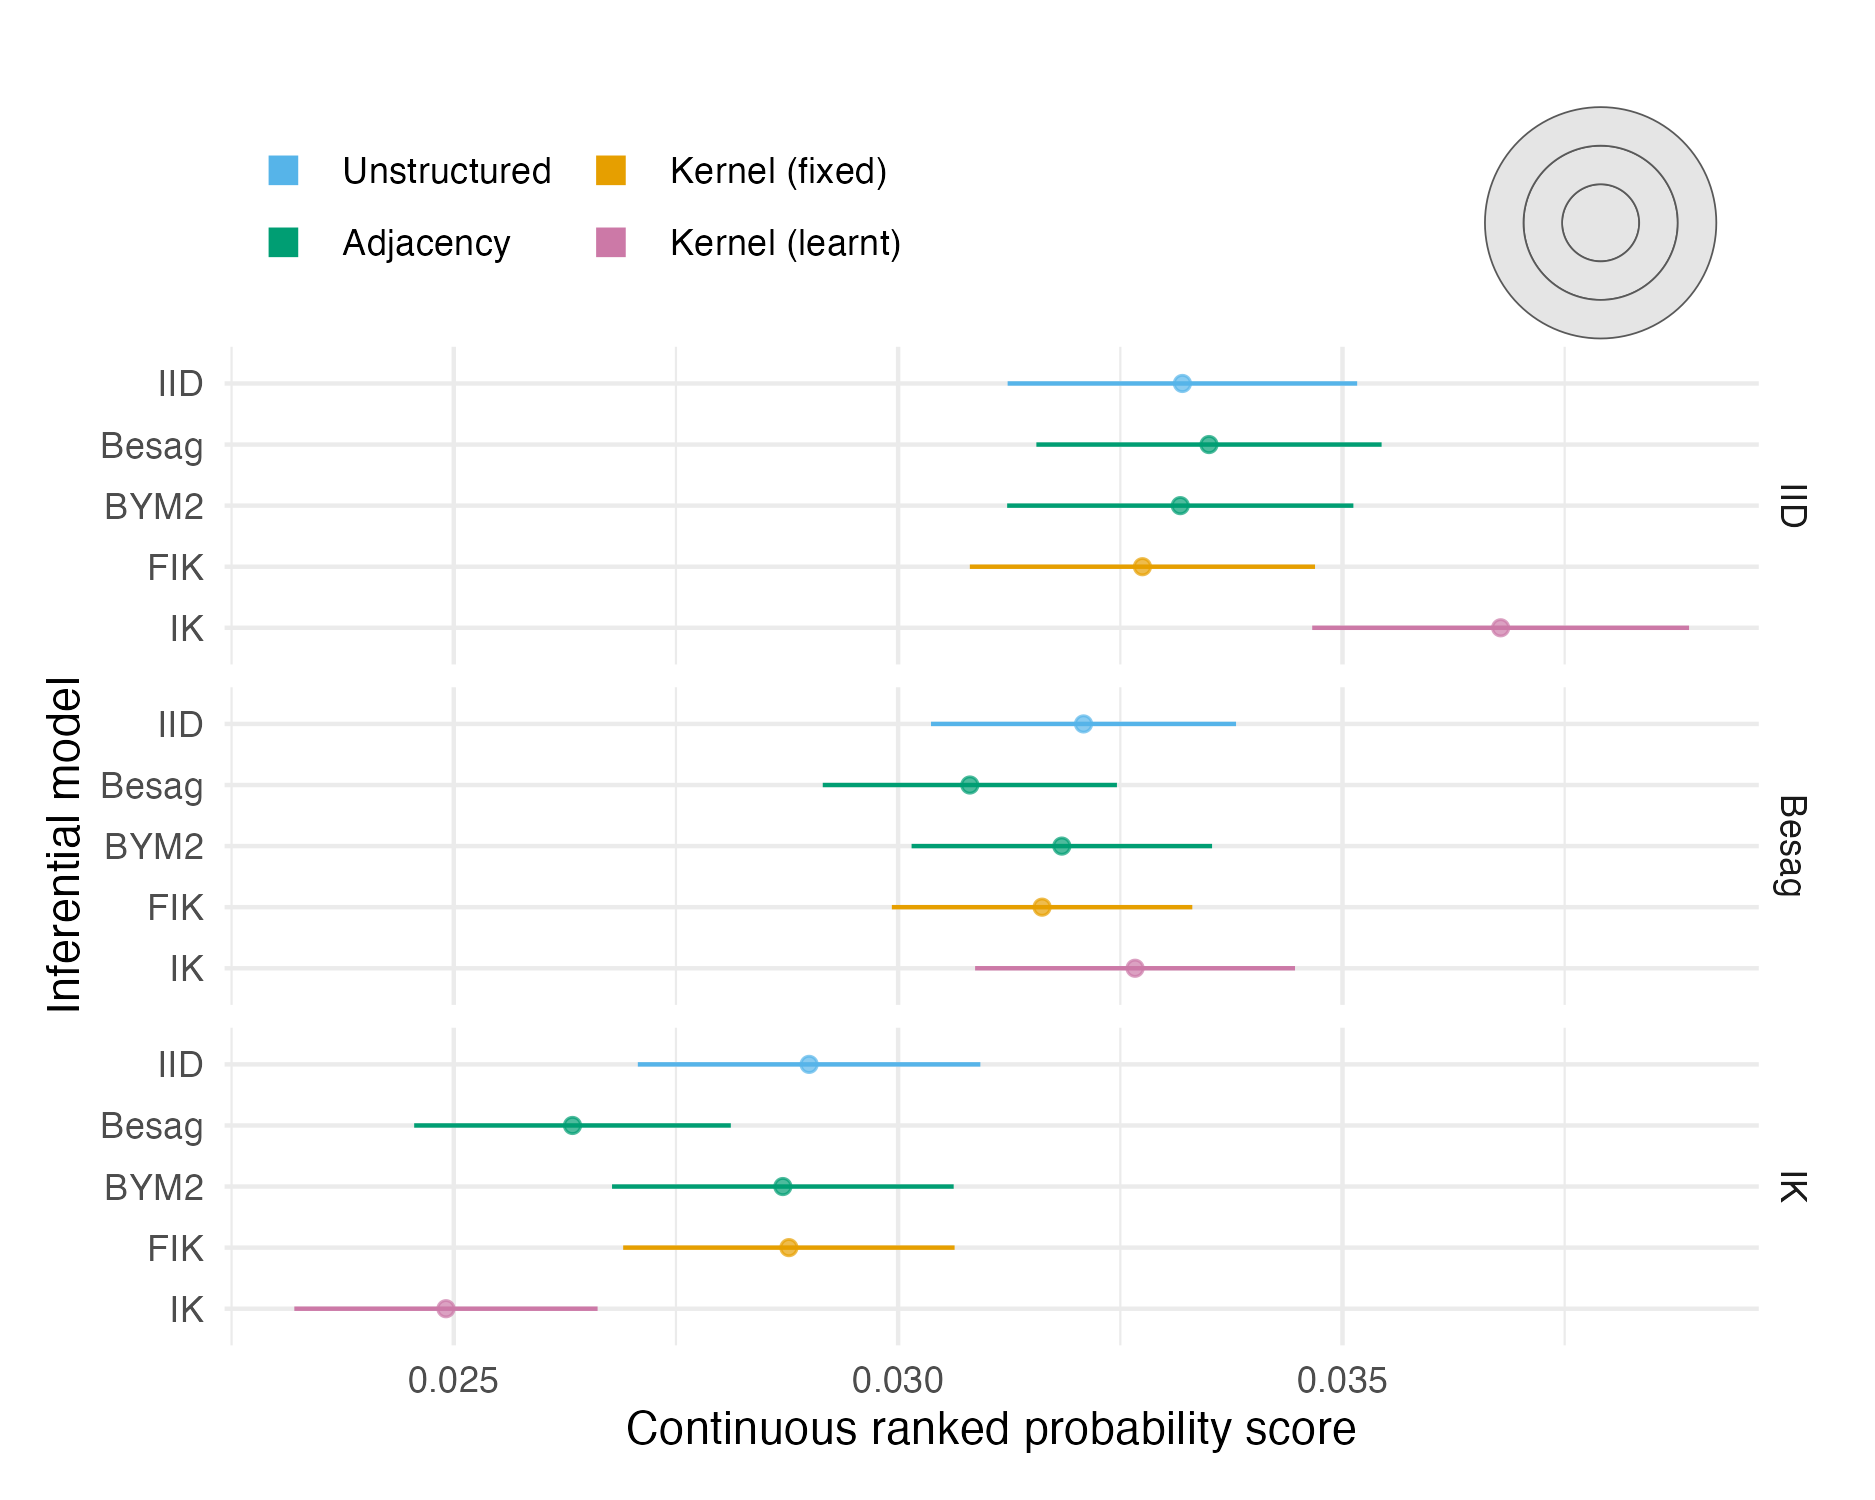 Unstructured
Kernel (fixed)
Adjacency
Kernel (learnt)
Inferential model
IID
Besag
BYM2
FIK
IK
IID
IID
Besag
BYM2
FIK
IK
Besag
IID
Besag
BYM2
FIK
IK
IK
0.025
0.030
0.035
Continuous ranked probability score